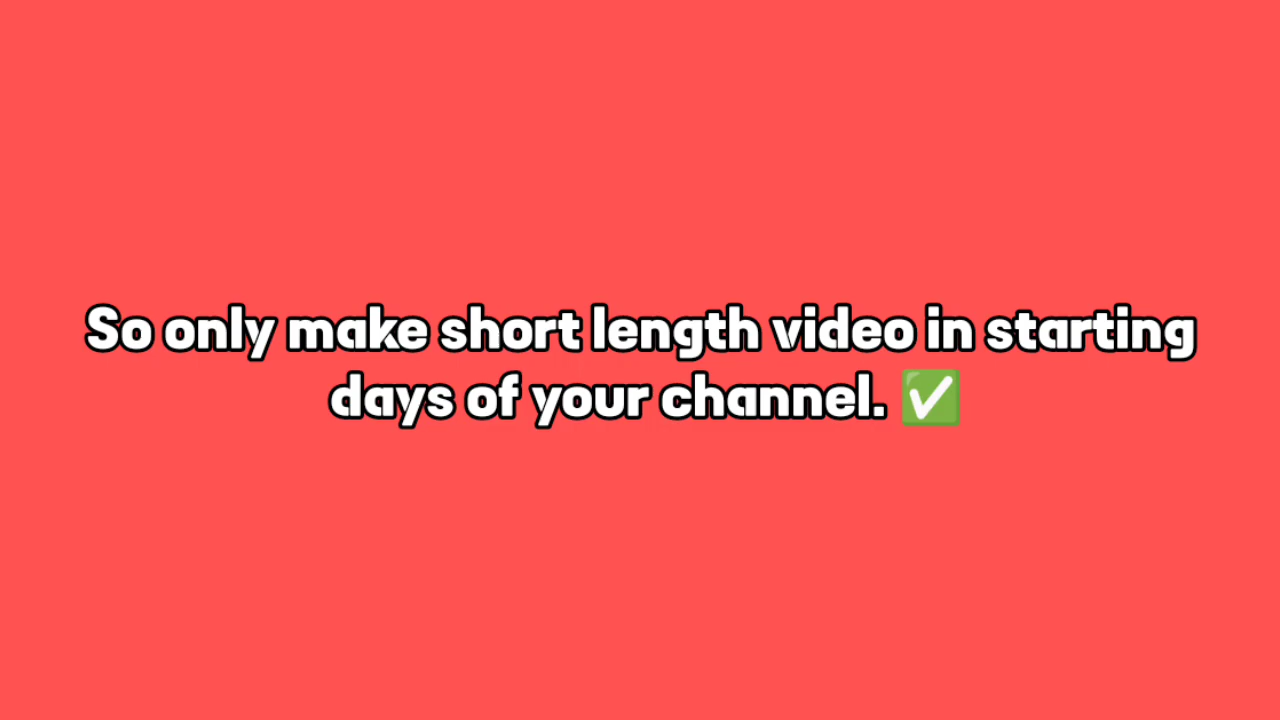 So only make short length video in starting
days of your channel. ✅